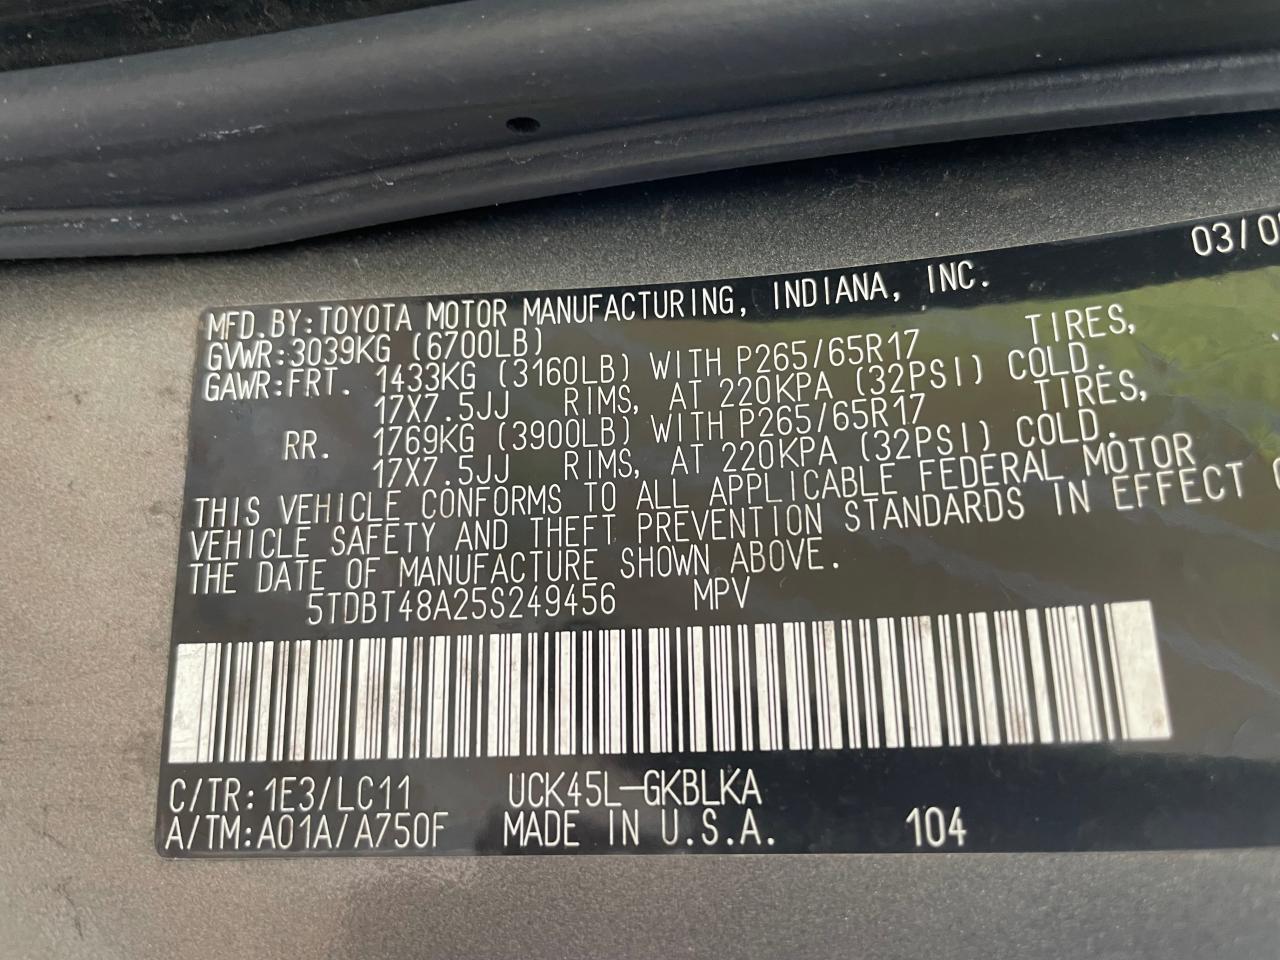 03/0
MFD.BY:TOYOTA MOTOR MANUFACTURING, INDIANA, INC.
GVWR:3039KG (6700LB)
GAWR:FRT. 1433KG (3160LB) WITH P265/65R17 TIRES,
17X7.5JJ RIMS, AT 220KPA (32PSI) COLD.
RR. 1769KG (3900LB) WITH P265/65R17 TIRES,
17X7.5JJ RIMS, AT 220KPA (32PSI) COLD.
THIS VEHICLE CONFORMS TO ALL APPLICABLE FEDERAL MOTOR
VEHICLE SAFETY AND THEFT PREVENTION STANDARDS IN EFFECT
THE DATE OF MANUFACTURE SHOWN ABOVE.
5TDBT48A25S249456 MPV
C/TR:1E3/LC11 UCK45L-GKBLKA
A/TM:A01A/A750F MADE IN U.S.A. 104